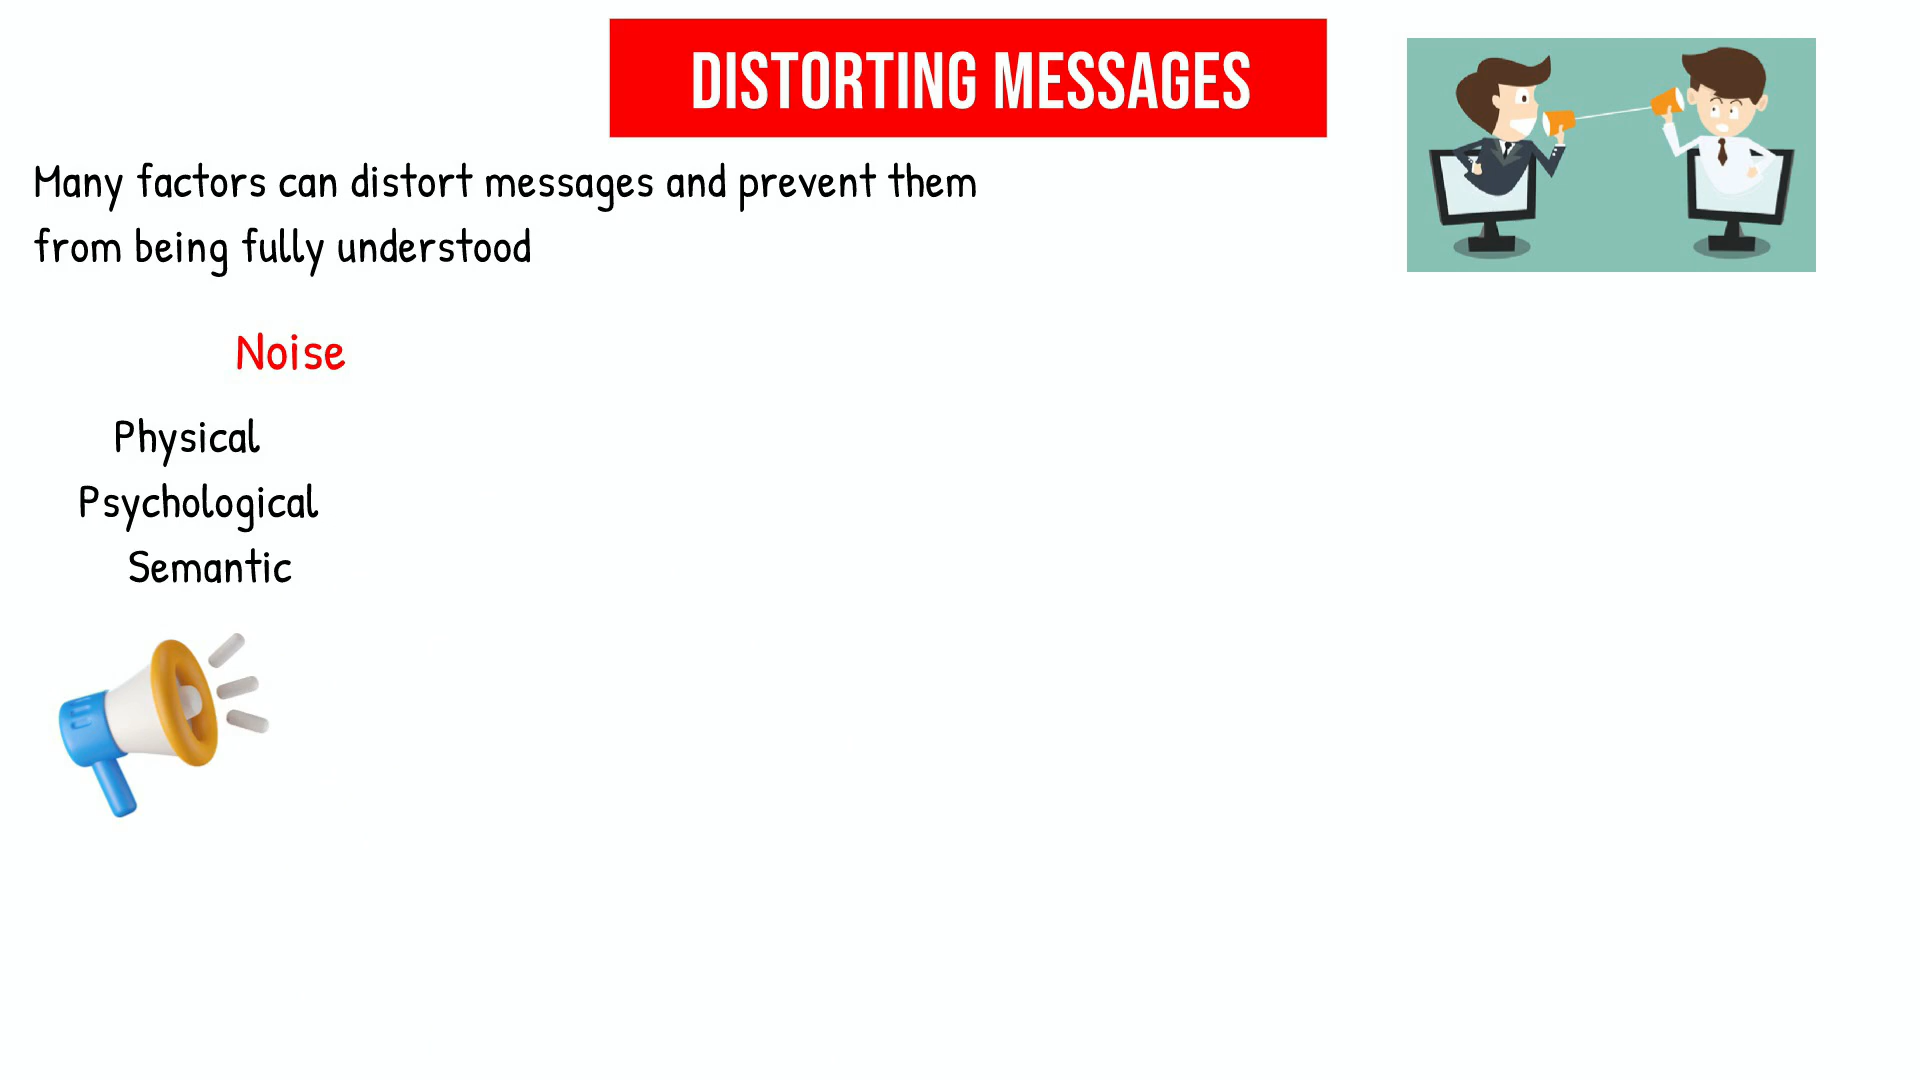 DISTORTING MESSAGES
Many factors can distort messages and prevent them
from being fully understood
Noise
Physical
Psychological
Semantic